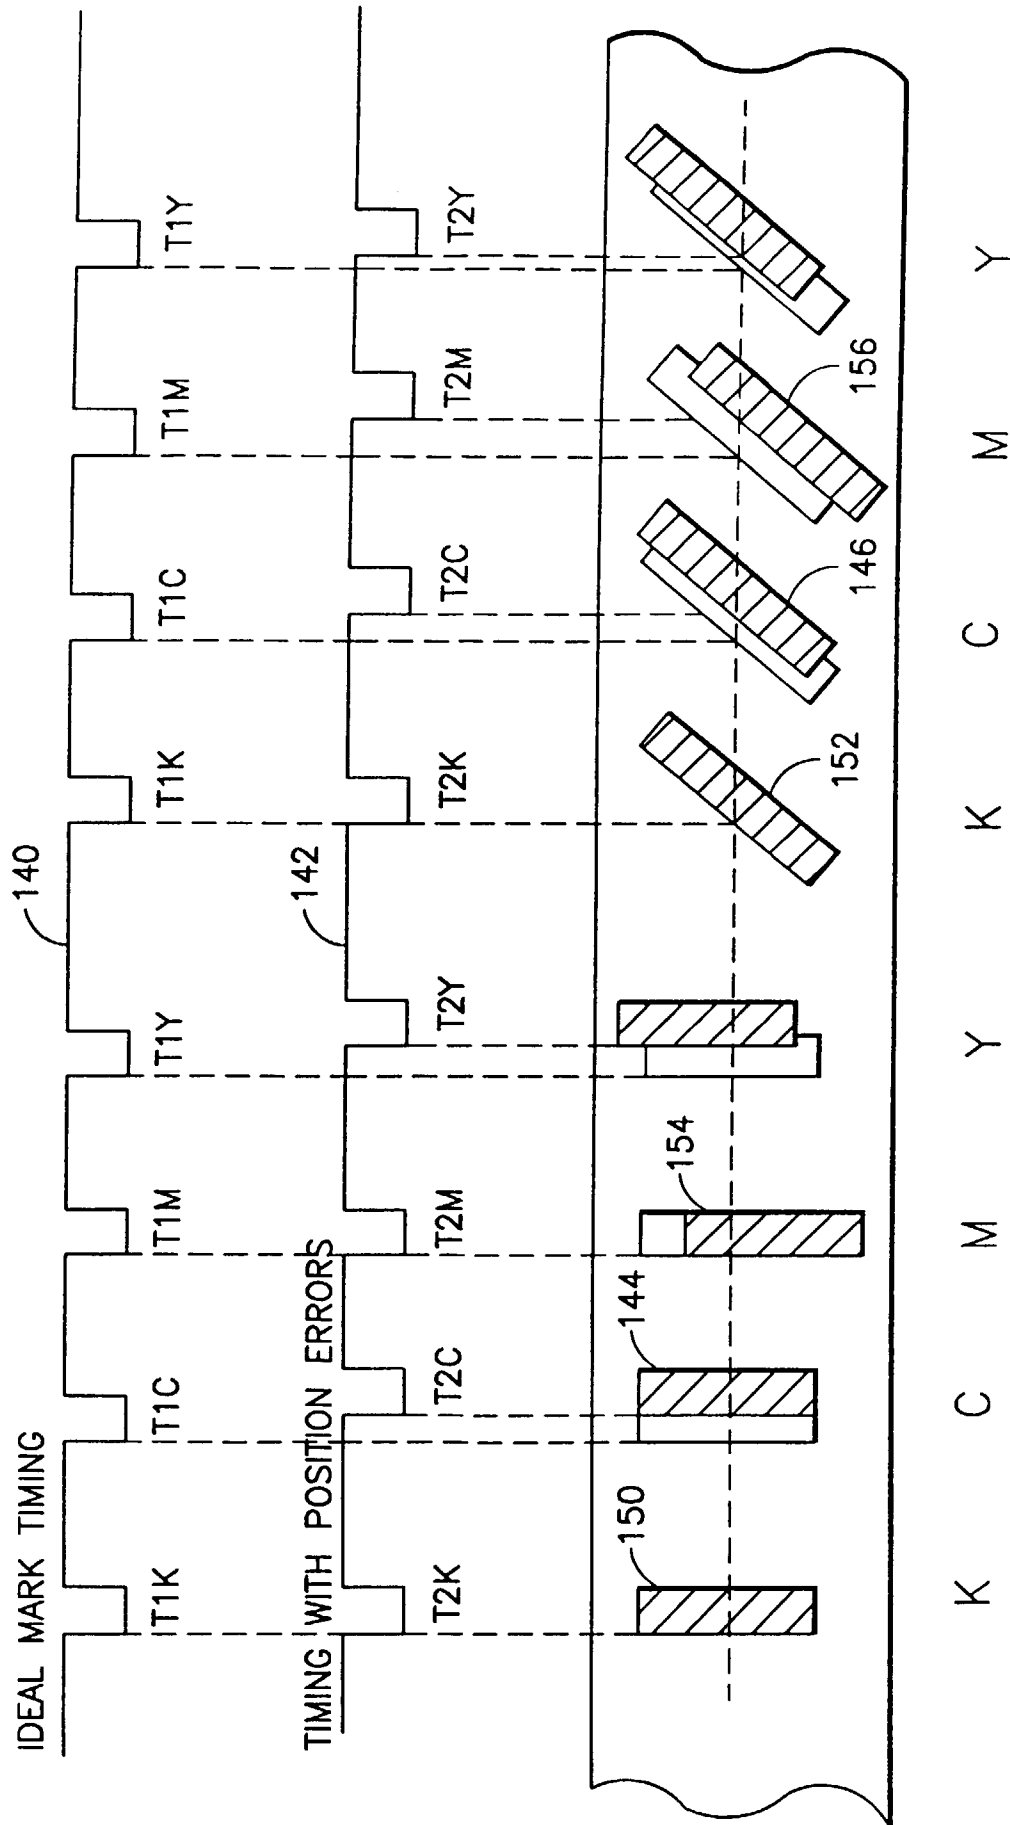 IDEAL MARK TIMING
140
T1K
T1C
T1M
T1Y
T1K
T1C
T1M
T1Y
TIMING WITH POSITION ERRORS
142
T2K
T2C
T2M
T2Y
T2K
T2C
T2M
T2Y
150
144
154
152
146
156
K
C
M
Y
K
C
M
Y